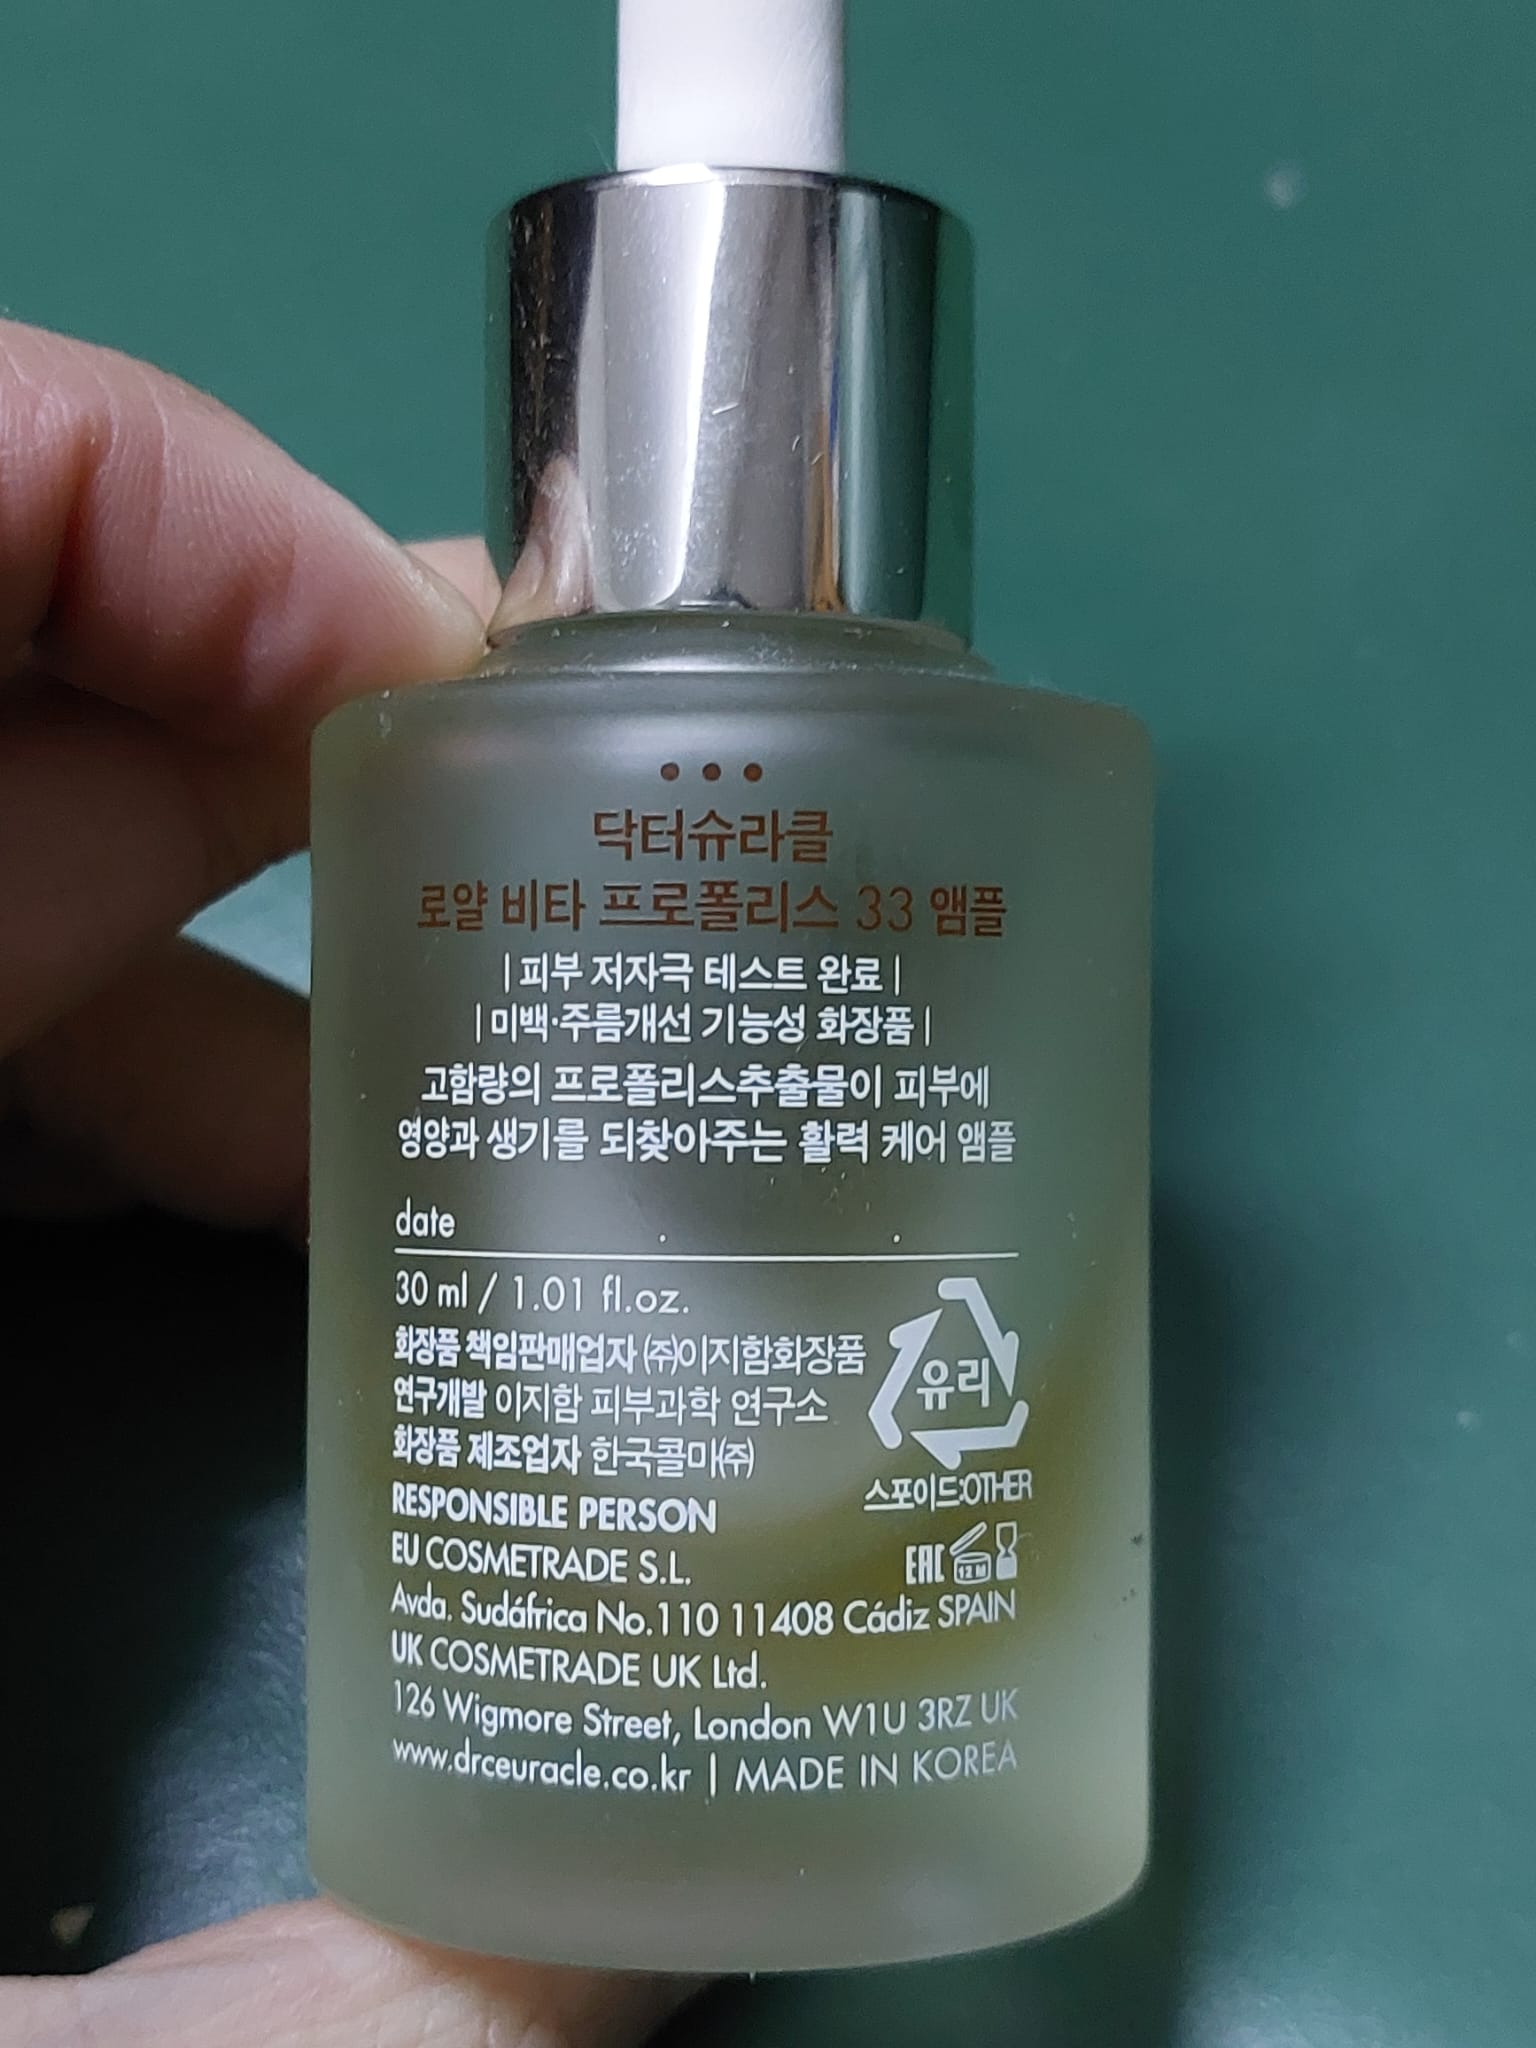 닥터슈라클
로얄 비타 프로폴리스 33 앰플
|피부 저자극 테스트 완료|
|미백·주름개선 기능성 화장품|
고함량의 프로폴리스추출물이 피부에
영양과 생기를 되찾아주는 활력 케어 앰플
date . .
30 ml / 1.01 fl.oz.
화장품 책임판매업자 ㈜이지함화장품
연구개발 이지함 피부과학 연구소
화장품 제조업자 한국콜마㈜
유리
스포이드:OTHER
RESPONSIBLE PERSON
EU COSMETRADE S.L.
EAC 12 M
Avda. Sudáfrica No.110 11408 Cádiz SPAIN
UK COSMETRADE UK Ltd.
126 Wigmore Street, London W1U 3RZ UK
www.drceuracle.co.kr | MADE IN KOREA